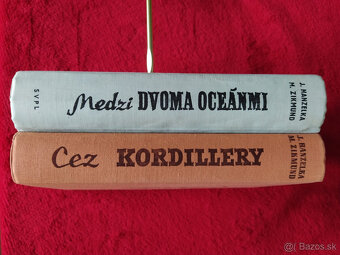 SVPL
Medzi DVOMA OCEÁNMI
J. HANZELKA
M. ZIKMUND
Cez KORDILLERY
J. HANZELKA
M. ZIKMUND
Bazos.sk